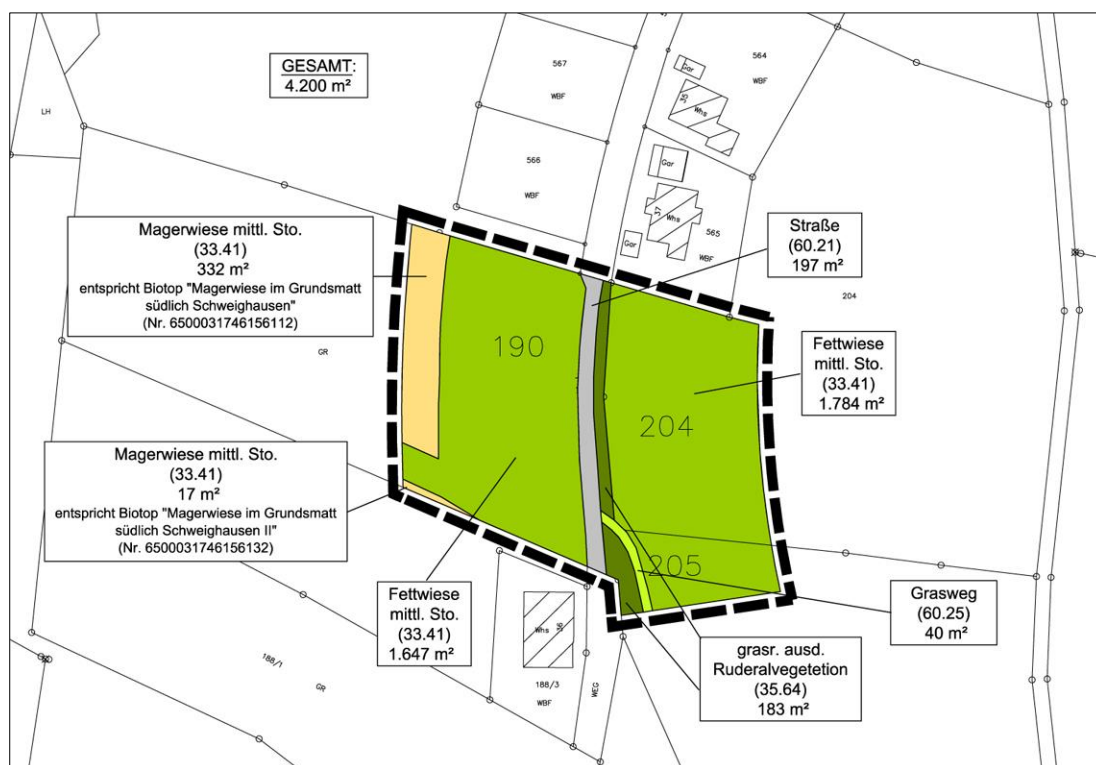 GESAMT:
4.200 m²
LH
567
WBF
566
WBF
Gar
35
Whs
564
WBF
Gar
37
Whs
Gar
565
WBF
Magerwiese mittl. Sto.
(33.41)
332 m²
entspricht Biotop "Magerwiese im Grundsmatt
südlich Schweighausen"
(Nr. 6500031746156112)
Straße
(60.21)
197 m²
204
GR
190
204
Fettwiese
mittl. Sto.
(33.41)
1.784 m²
Magerwiese mittl. Sto.
(33.41)
17 m²
entspricht Biotop "Magerwiese im Grundsmatt
südlich Schweighausen II"
(Nr. 6500031746156132)
205
Fettwiese
mittl. Sto.
(33.41)
1.647 m²
Whs
36
188/3
WBF
WEG
Grasweg
(60.25)
40 m²
grasr. ausd.
Ruderalvegetetion
(35.64)
183 m²
188/1
GR